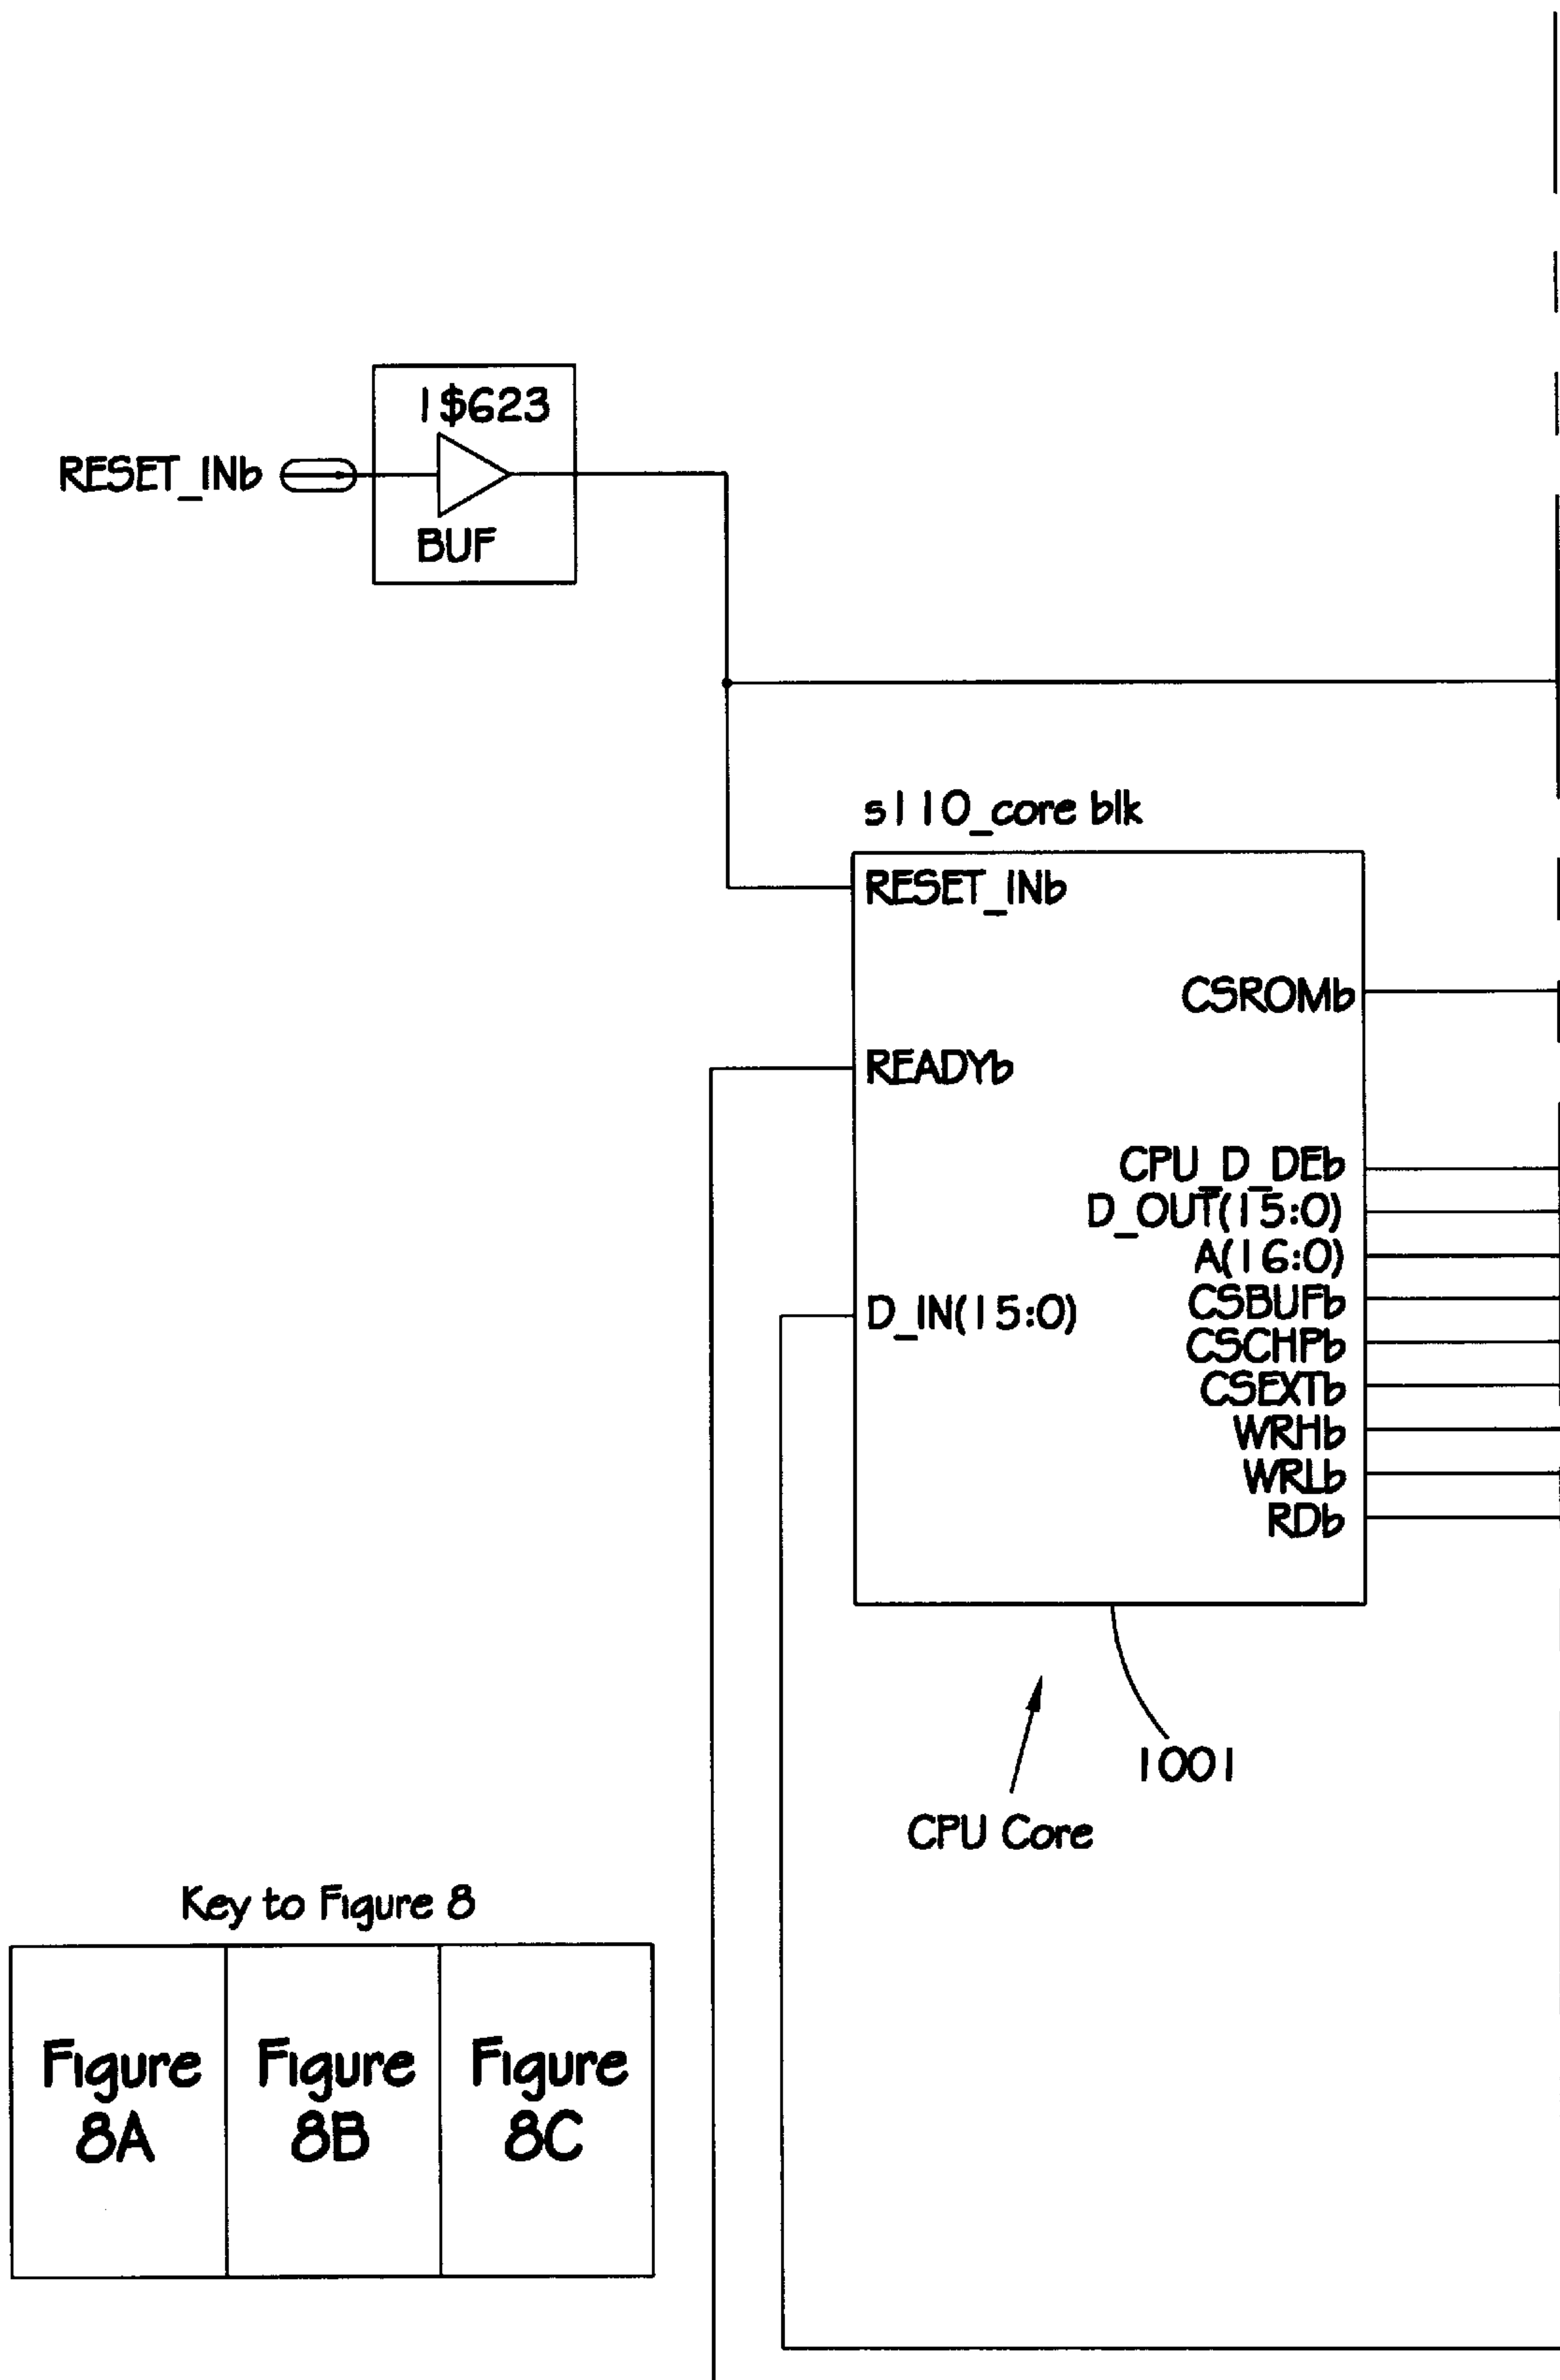 1$623
RESET_INb
BUF
s110_core blk
RESET_INb
CSROMb
READYb
CPU_D_DEb
D_OUT(15:0)
A(16:0)
CSBUFb
D_IN(15:0)
CSCHPb
CSEXTb
WRHb
WRLb
RDb
1001
CPU Core
Key to Figure 8
Figure
8A
Figure
8B
Figure
8C